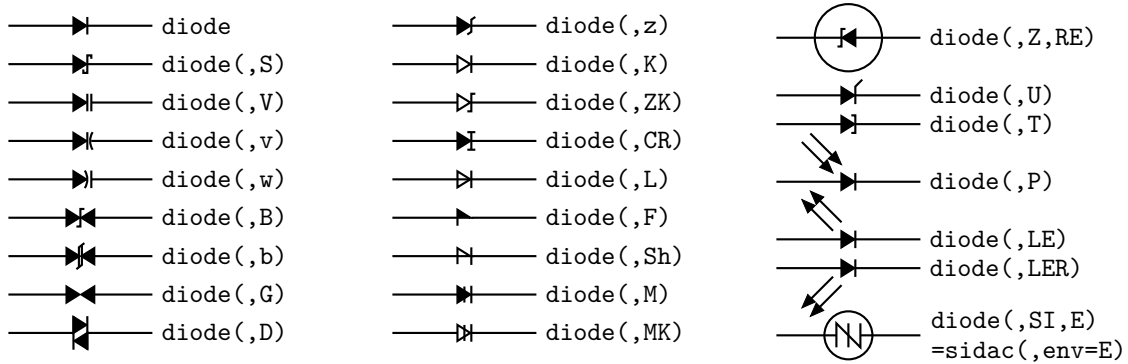 diode
diode(,S)
diode(,V)
diode(,v)
diode(,w)
diode(,B)
diode(,b)
diode(,G)
diode(,D)
diode(,z)
diode(,K)
diode(,ZK)
diode(,CR)
diode(,L)
diode(,F)
diode(,Sh)
diode(,M)
diode(,MK)
diode(,Z,RE)
diode(,U)
diode(,T)
diode(,P)
diode(,LE)
diode(,LER)
diode(,SI,E)
=sidac(,env=E)